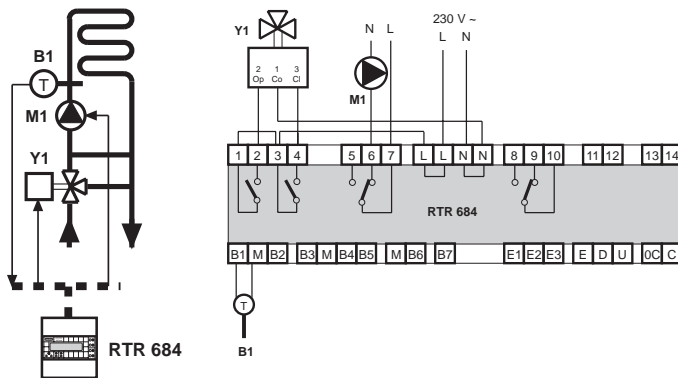 B1
T
M1
Y1
RTR 684
Y1
N L
230 V ~
L N
2 1 3
Op Co Cl
M1
1 2 3 4 5 6 7 L L N N 8 9 10 11 12 13 14
RTR 684
B1 M B2 B3 M B4 B5 M B6 B7 E1 E2 E3 E D U 0C C
T
B1